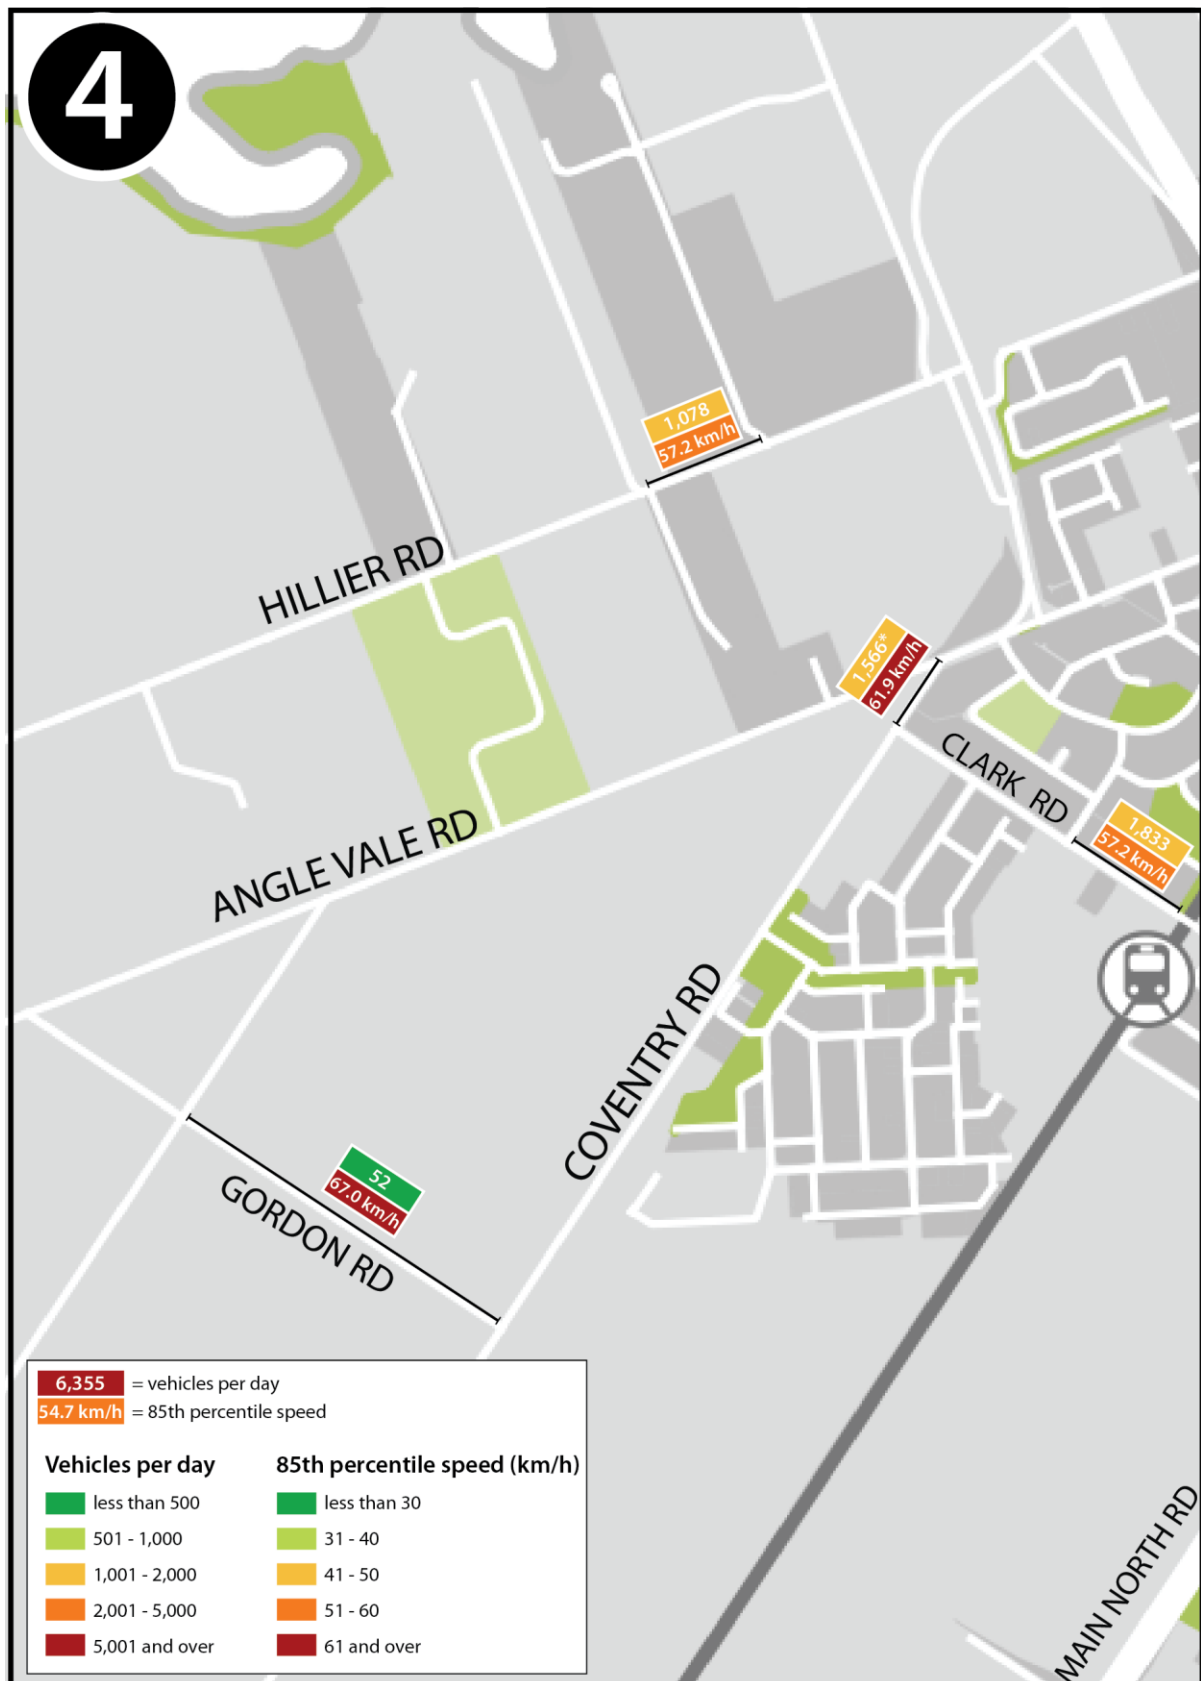 4
1,078
57.2 km/h
HILLIER RD
1,566*
61.9 km/h
CLARK RD
1,833
57.2 km/h
ANGLE VALE RD
COVENTRY RD
52
67.0 km/h
GORDON RD
6,355 = vehicles per day
54.7 km/h = 85th percentile speed
Vehicles per day 85th percentile speed (km/h)
less than 500 less than 30
501 - 1,000 31 - 40
1,001 - 2,000 41 - 50
2,001 - 5,000 51 - 60
5,001 and over 61 and over
MAIN NORTH RD